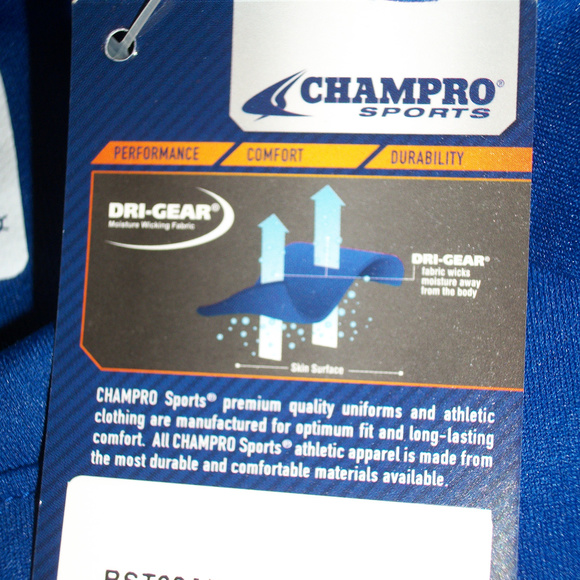 CHAMPRO®
SPORTS
PERFORMANCE COMFORT DURABILITY
DRI-GEAR®
Moisture Wicking Fabric
DRI-GEAR®
fabric wicks
moisture away
from the body
Skin Surface
CHAMPRO Sports® premium quality uniforms and athletic
clothing are manufactured for optimum fit and long-lasting
comfort. All CHAMPRO Sports® athletic apparel is made from
the most durable and comfortable materials available.